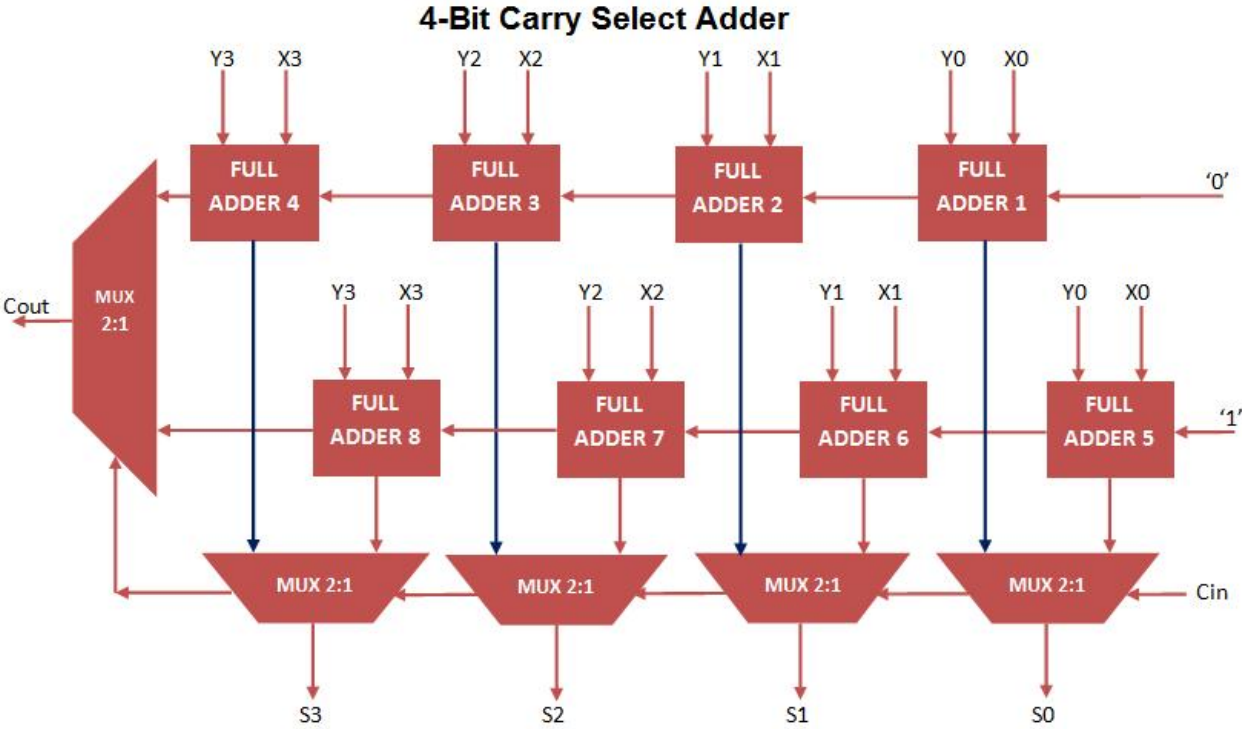 4-Bit Carry Select Adder
Y3 X3 Y2 X2 Y1 X1 Y0 X0
FULL ADDER 4
FULL ADDER 3
FULL ADDER 2
FULL ADDER 1
‘0’
MUX 2:1
Cout
Y3 X3 Y2 X2 Y1 X1 Y0 X0
FULL ADDER 8
FULL ADDER 7
FULL ADDER 6
FULL ADDER 5
‘1’
MUX 2:1 MUX 2:1 MUX 2:1 MUX 2:1 Cin
S3 S2 S1 S0